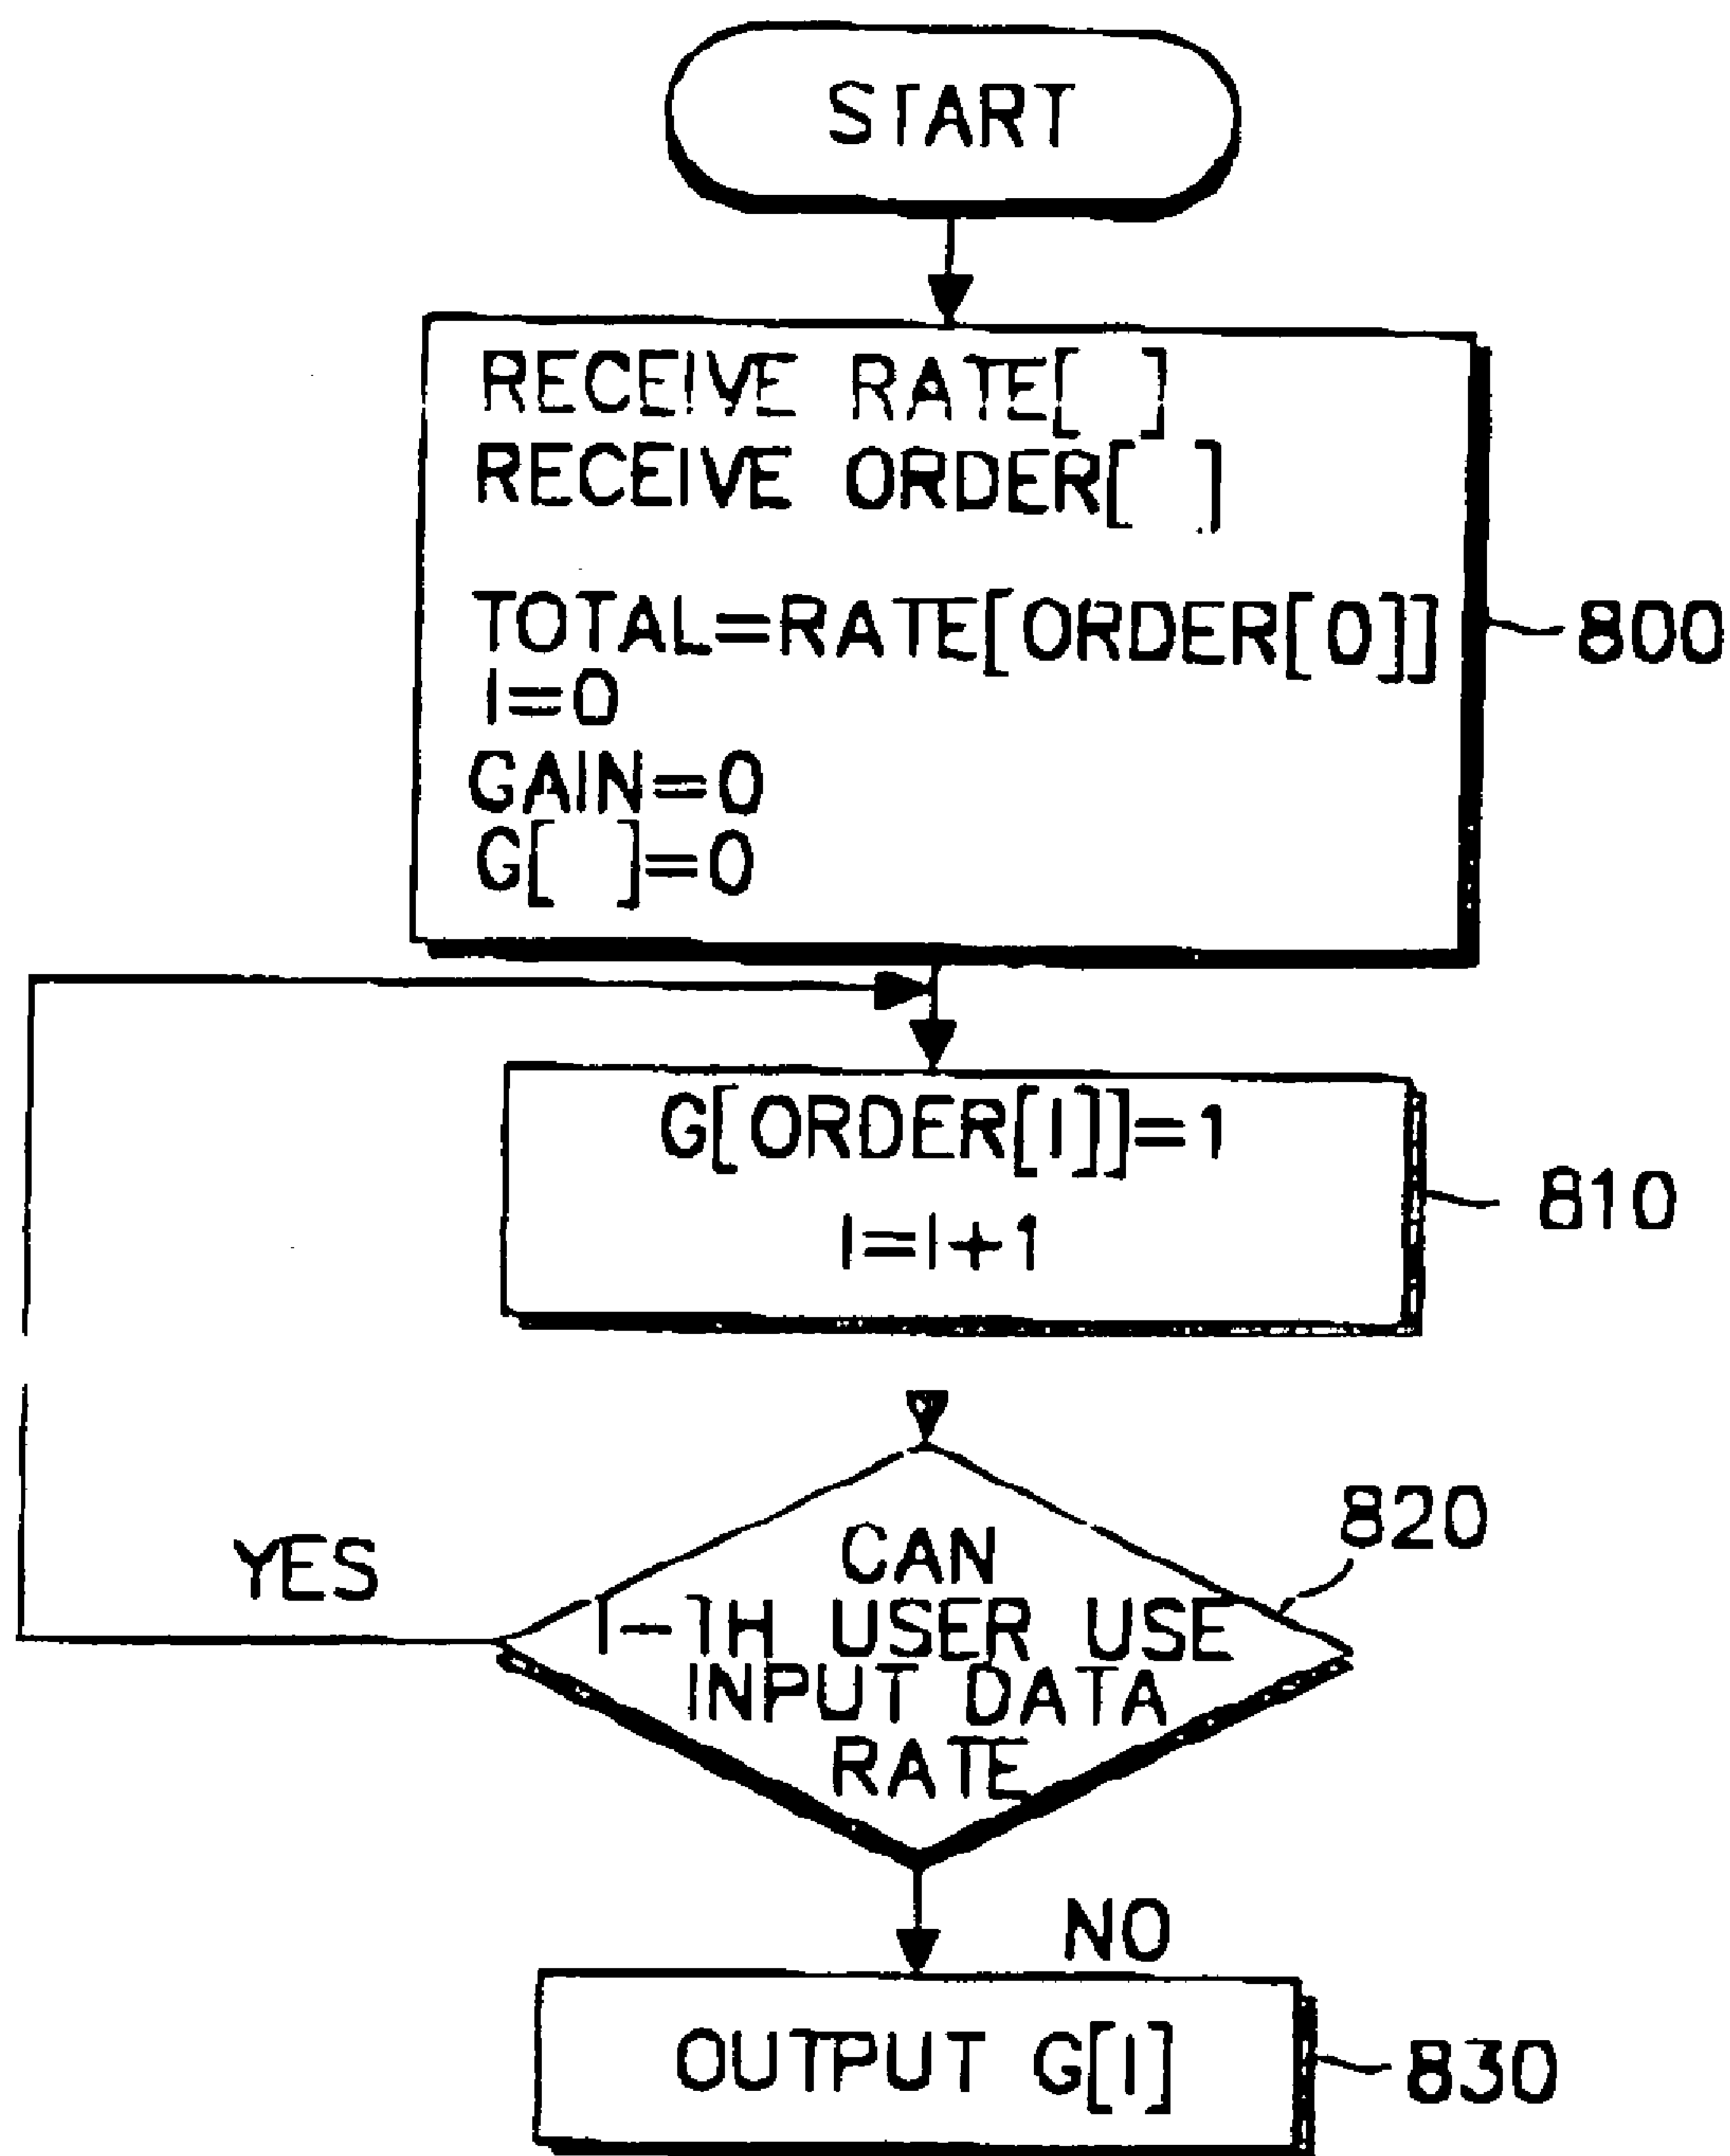 START
RECEIVE RATE[ ]
RECEIVE ORDER[ ]
TOTAL=RATE[ORDER[0]]
I=0
GAIN=0
G[ ]=0
800
G[ORDER[I]]=1
I=I+1
810
820
YES
CAN
I-TH USER USE
INPUT DATA
RATE
NO
OUTPUT G[I]
830